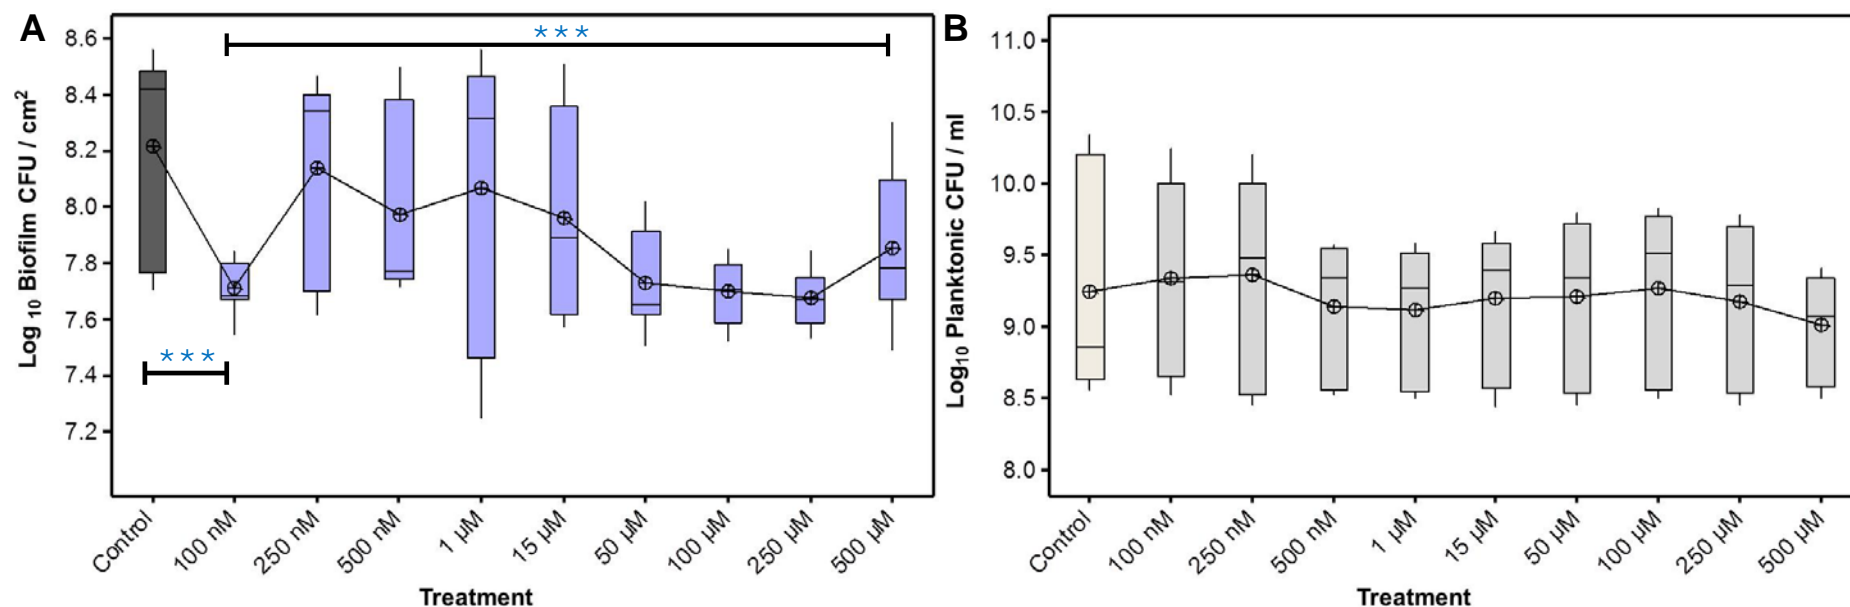 A
Log 10 Biofilm CFU / cm2
8.6
8.4
8.2
8.0
7.8
7.6
7.4
7.2
***
***
Control
100 nM
250 nM
500 nM
1 µM
15 µM
50 µM
100 µM
250 µM
500 µM
Treatment
B
Log10 Planktonic CFU / ml
11.0
10.5
10.0
9.5
9.0
8.5
8.0
Control
100 nM
250 nM
500 nM
1 µM
15 µM
50 µM
100 µM
250 µM
500 µM
Treatment